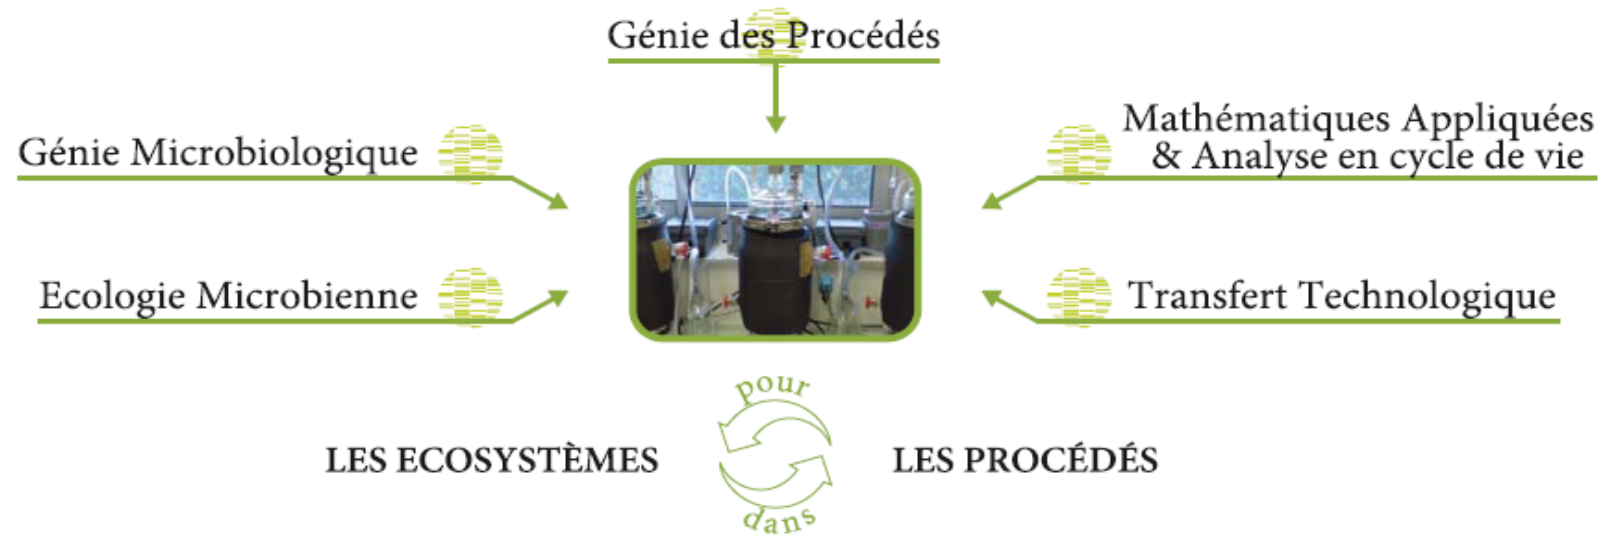 Génie des Procédés
Génie Microbiologique
Mathématiques Appliquées
& Analyse en cycle de vie
Ecologie Microbienne
Transfert Technologique
pour
LES ECOSYSTÈMES
LES PROCÉDÉS
dans